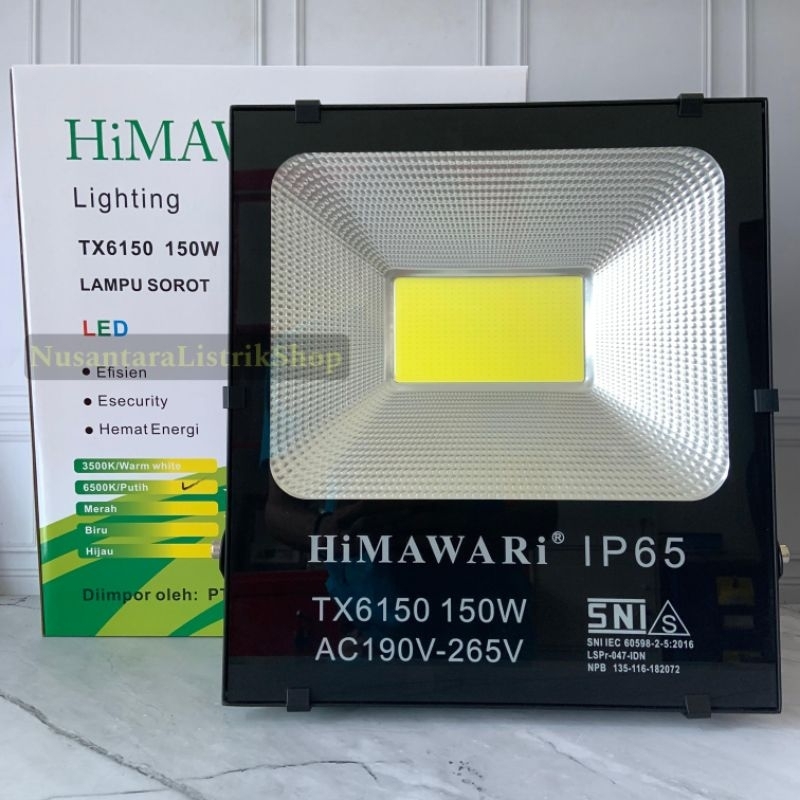 HiMAW
Lighting
TX6150 150W
LAMPU SOROT
LED
NusantaraListrikShop
• Efisien
• Esecurity
• Hemat Energi
3500K/Warm white
6500K/Putih ✓
Merah
Biru
Hijau
Diimpor oleh: PT
HiMAWARi® IP65
TX6150 150W
AC190V-265V
SNI
S
SNI IEC 60598-2-5:2016
LSPr-047-IDN
NPB 135-116-182072